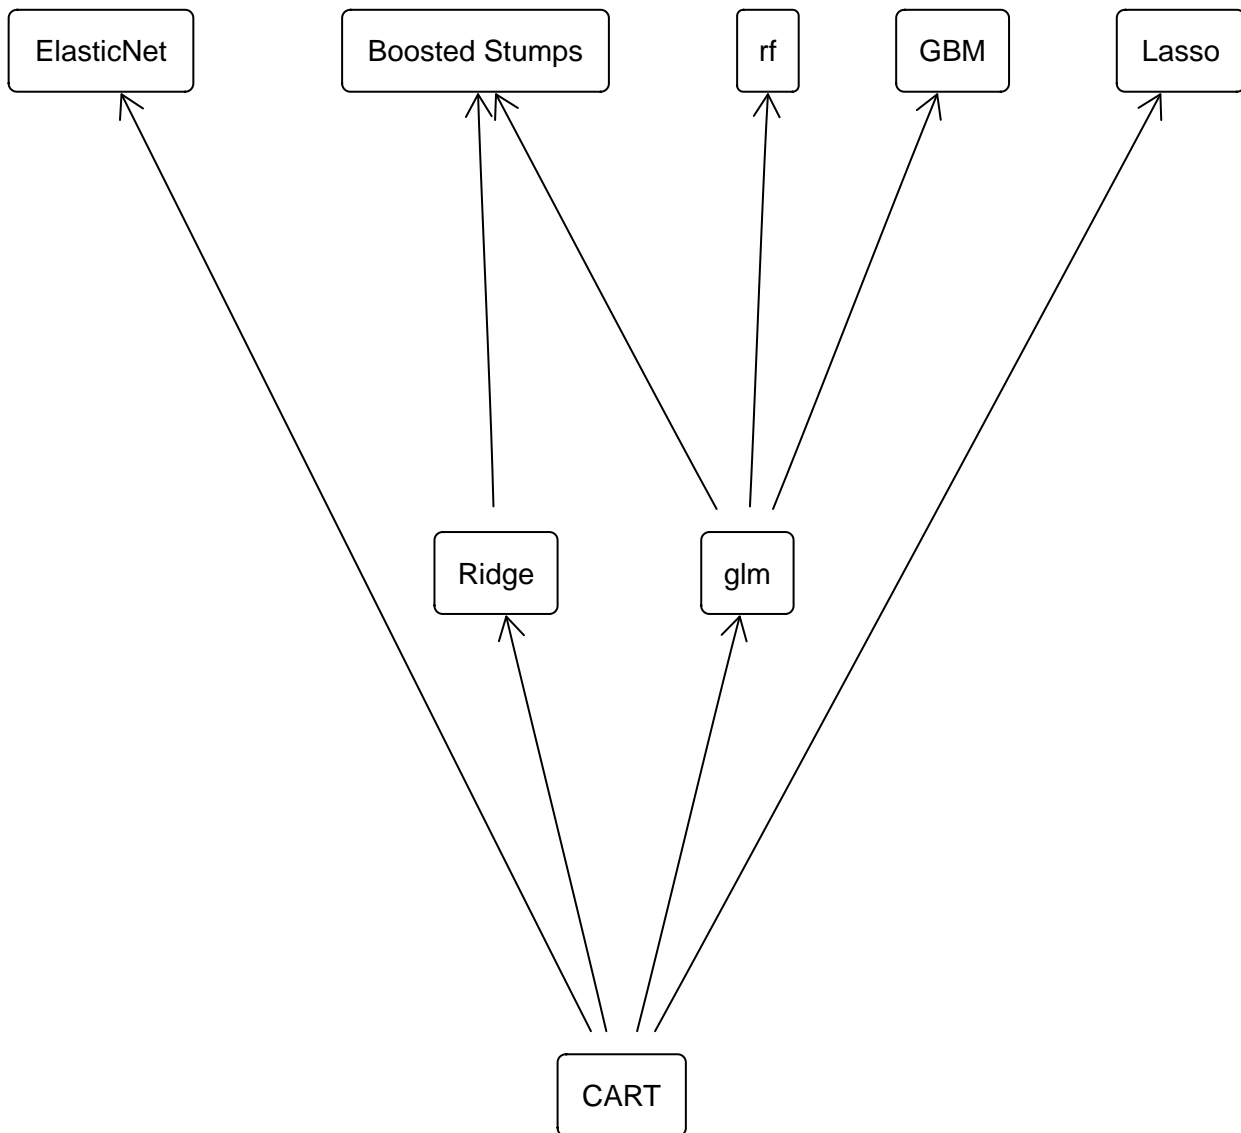 ElasticNet
Boosted Stumps
rf
GBM
Lasso
Ridge
glm
CART